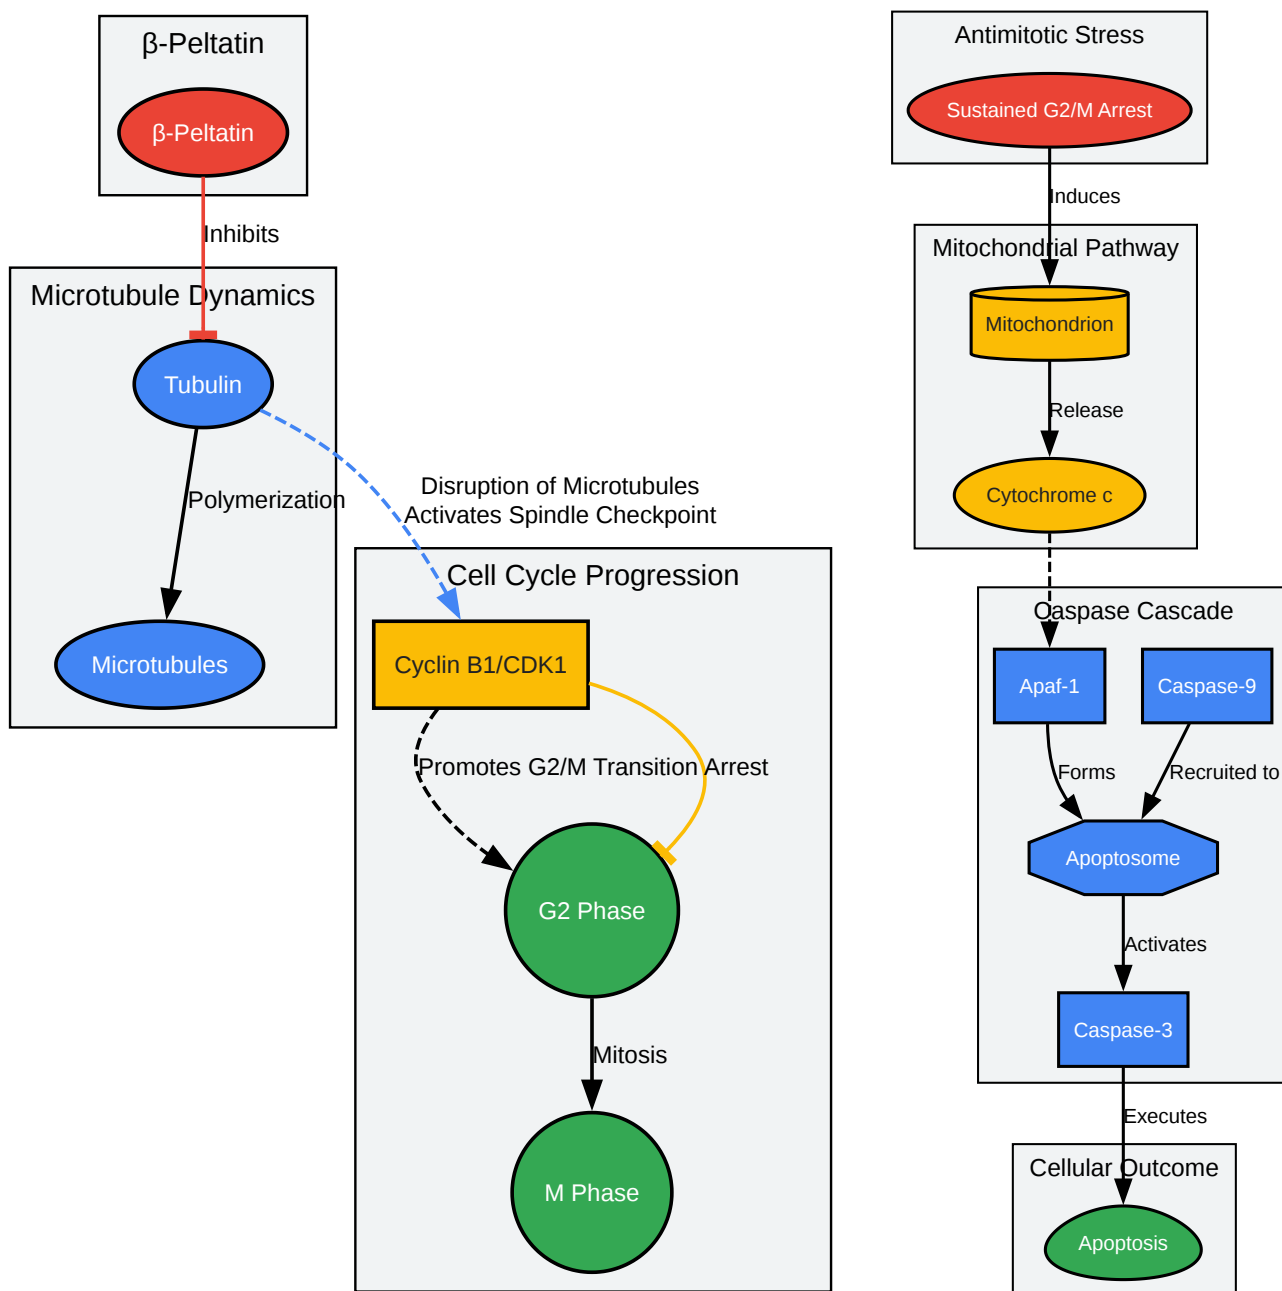 β-Peltatin
β-Peltatin
Inhibits
Microtubule Dynamics
Tubulin
Polymerization
Microtubules
Disruption of Microtubules
Activates Spindle Checkpoint
Cell Cycle Progression
Cyclin B1/CDK1
Promotes G2/M Transition
Arrest
G2 Phase
Mitosis
M Phase
Antimitotic Stress
Sustained G2/M Arrest
Induces
Mitochondrial Pathway
Mitochondrion
Release
Cytochrome c
Caspase Cascade
Apaf-1
Caspase-9
Forms
Recruited to
Apoptosome
Activates
Caspase-3
Executes
Cellular Outcome
Apoptosis